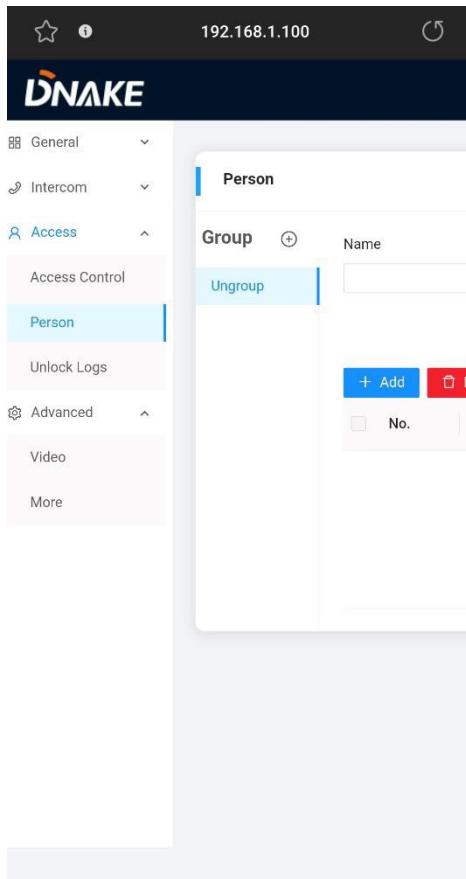 192.168.1.100
DNAKE
General
Intercom
Access
Access Control
Person
Unlock Logs
Advanced
Video
More
Person
Group
Ungroup
Name
+ Add
No.